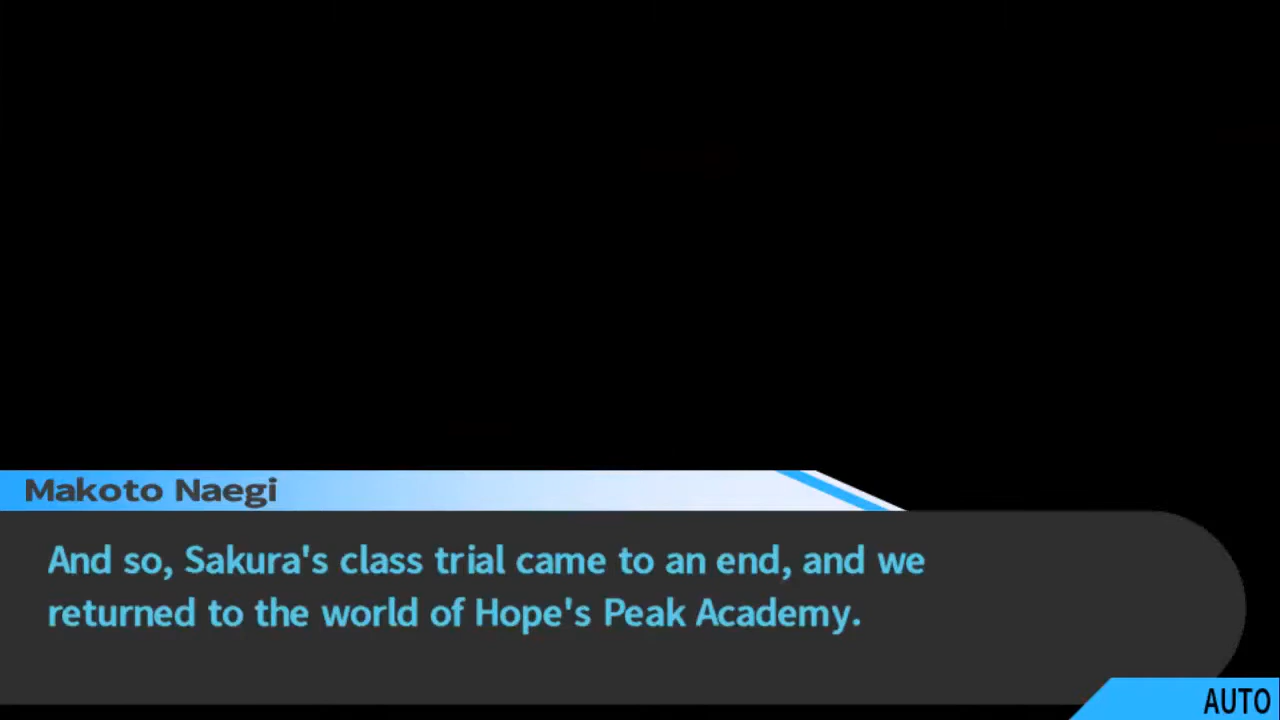 Makoto Naegi
And so, Sakura's class trial came to an end, and we
returned to the world of Hope's Peak Academy.
AUTO